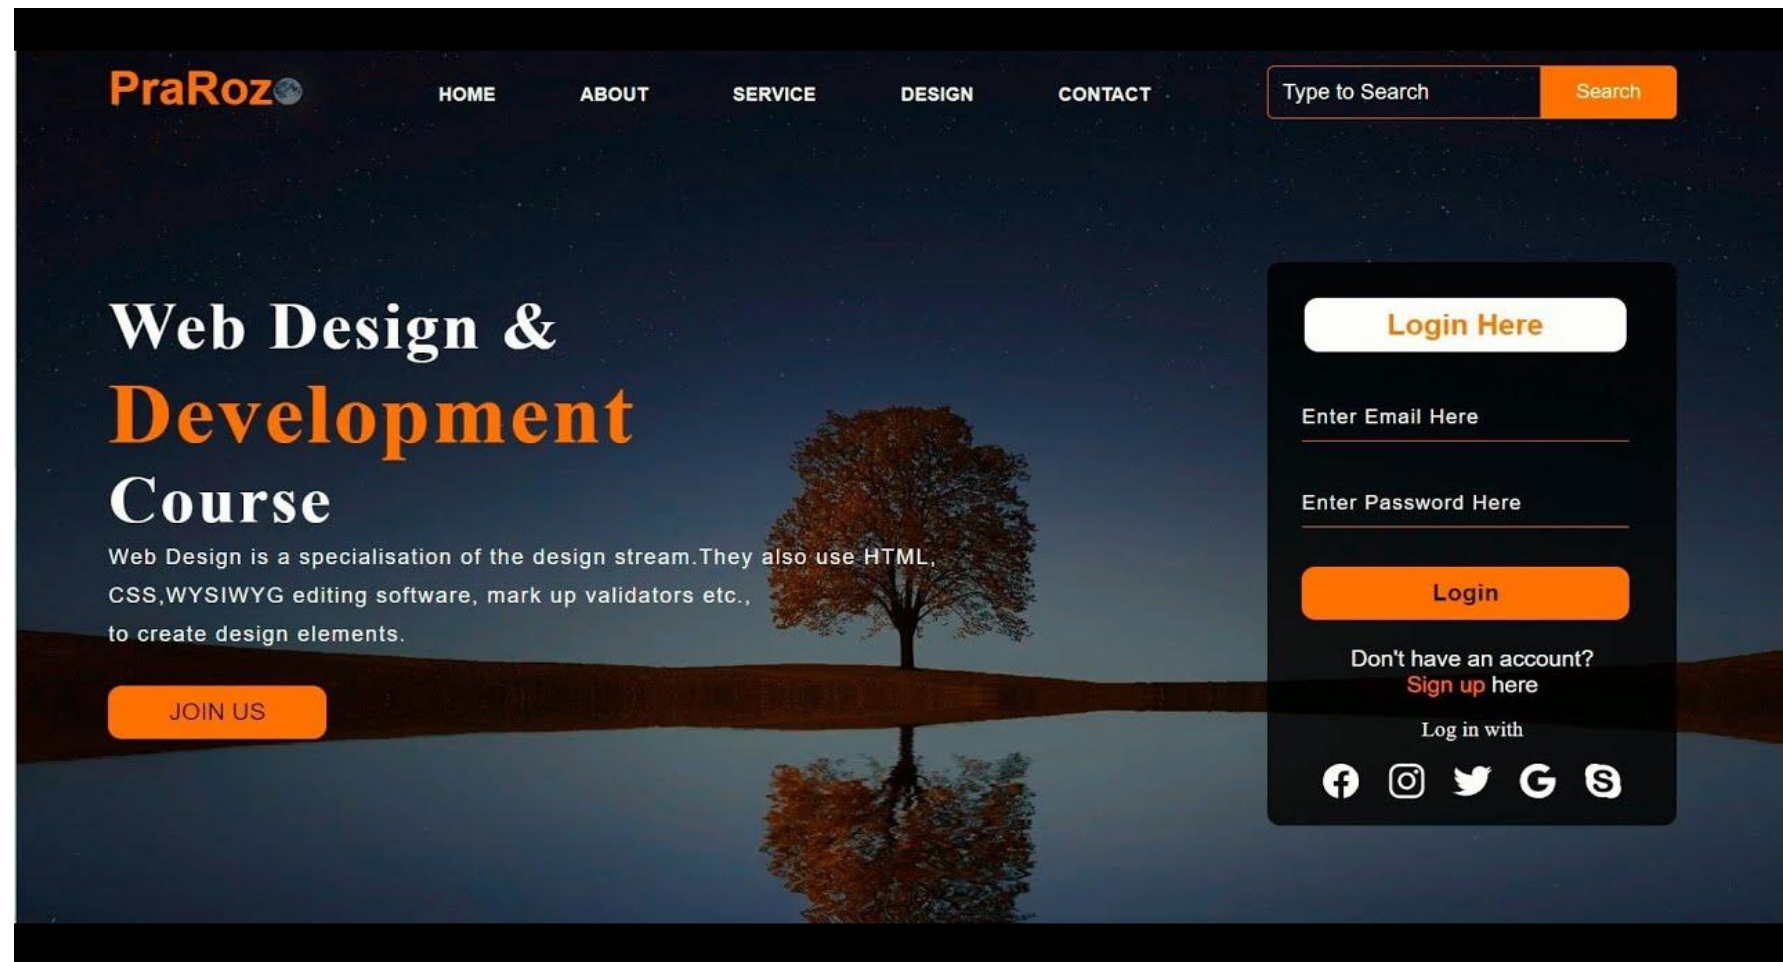 PraRoz
HOME ABOUT SERVICE DESIGN CONTACT
Type to Search Search
Web Design &
Development
Course
Web Design is a specialisation of the design stream.They also use HTML,
CSS,WYSIWYG editing software, mark up validators etc.,
to create design elements.
JOIN US
Login Here
Enter Email Here
Enter Password Here
Login
Don't have an account?
Sign up here
Log in with